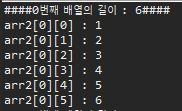 ####0번째 배열의 길이 : 6####
arr2[0][0] : 1
arr2[0][1] : 2
arr2[0][2] : 3
arr2[0][3] : 4
arr2[0][4] : 5
arr2[0][5] : 6